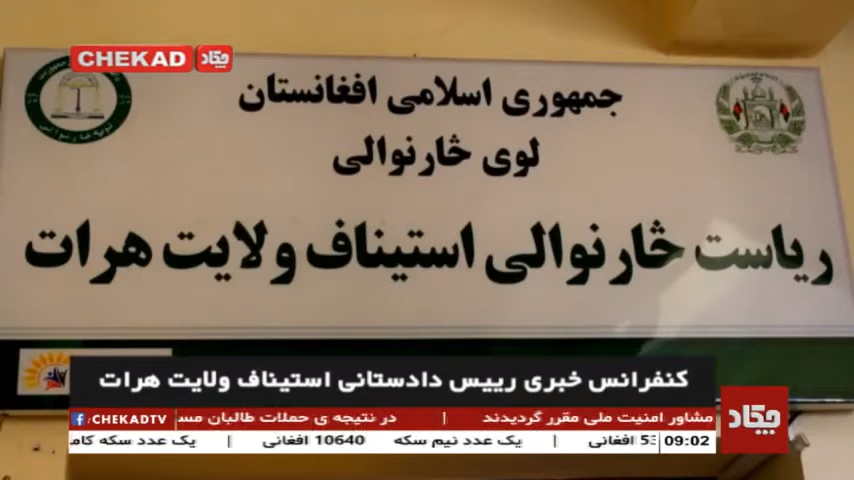 CHEKAD چکاد
جمهوری اسلامی افغانستان
لوی څارنوالی
ریاست څارنوالی استیناف ولایت هرات
کنفرانس خبری رییس دادستانی استیناف ولایت هرات
مشاور امنیت ملی مقرر گردیدند | در نتیجه ی حملات طالبان
/CHEKADTV
چکاد
افغانی | یک عدد نیم سکه 10640 افغانی | یک عدد سکه
09:02